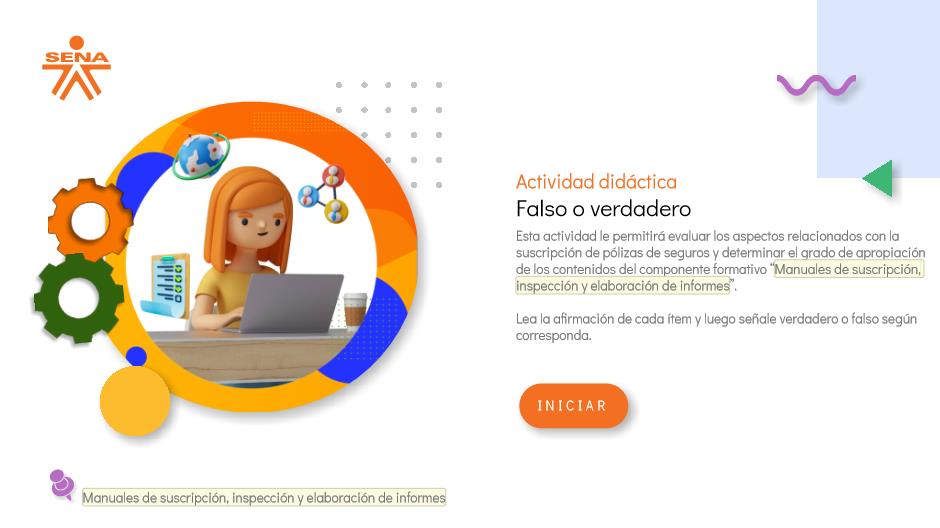 SENA
Actividad didáctica
Falso o verdadero
Esta actividad le permitirá evaluar los aspectos relacionados con la
suscripción de pólizas de seguros y determinar el grado de apropiación
de los contenidos del componente formativo “Manuales de suscripción,
inspección y elaboración de informes”.
Lea la afirmación de cada ítem y luego señale verdadero o falso según
corresponda.
INICIAR
Manuales de suscripción, inspección y elaboración de informes